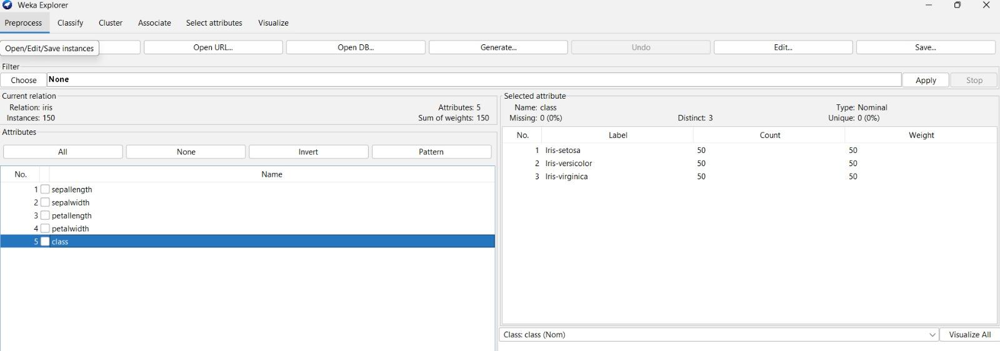 Weka Explorer
Preprocess Classify Cluster Associate Select attributes Visualize
Open/Edit/Save instances Open URL... Open DB... Generate... Undo Edit... Save...
Filter
Choose None Apply Stop
Current relation
Relation: iris Attributes: 5
Instances: 150 Sum of weights: 150
Attributes
All None Invert Pattern
No. Name
1 sepallength
2 sepalwidth
3 petallength
4 petalwidth
5 class
Selected attribute
Name: class Type: Nominal
Missing: 0 (0%) Distinct: 3 Unique: 0 (0%)
No. Label Count Weight
1 Iris-setosa 50 50
2 Iris-versicolor 50 50
3 Iris-virginica 50 50
Class: class (Nom) Visualize All